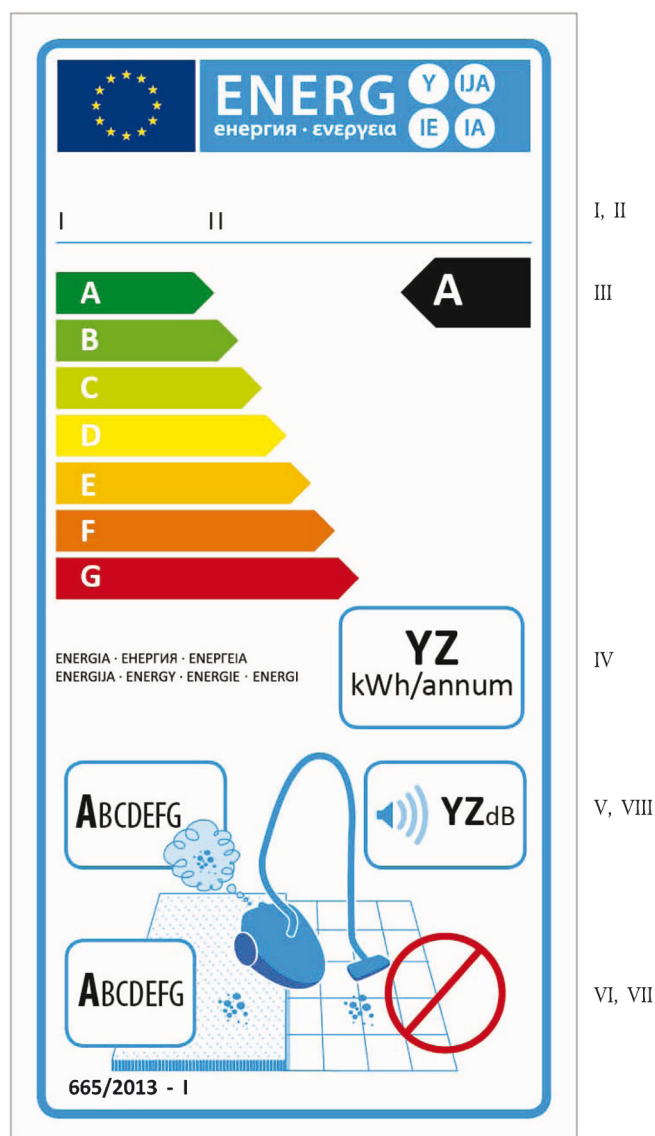 ENERG Y IJA
енергия · ενεργεια IE IA
I II I, II
A A III
B
C
D
E
F
G
YZ
kWh/annum IV
ENERGIA · ЕНЕРГИЯ · ΕΝΕΡΓΕΙΑ
ENERGIJA · ENERGY · ENERGIE · ENERGI
ABCDEFG YZdB V, VIII
ABCDEFG VI, VII
665/2013 - I